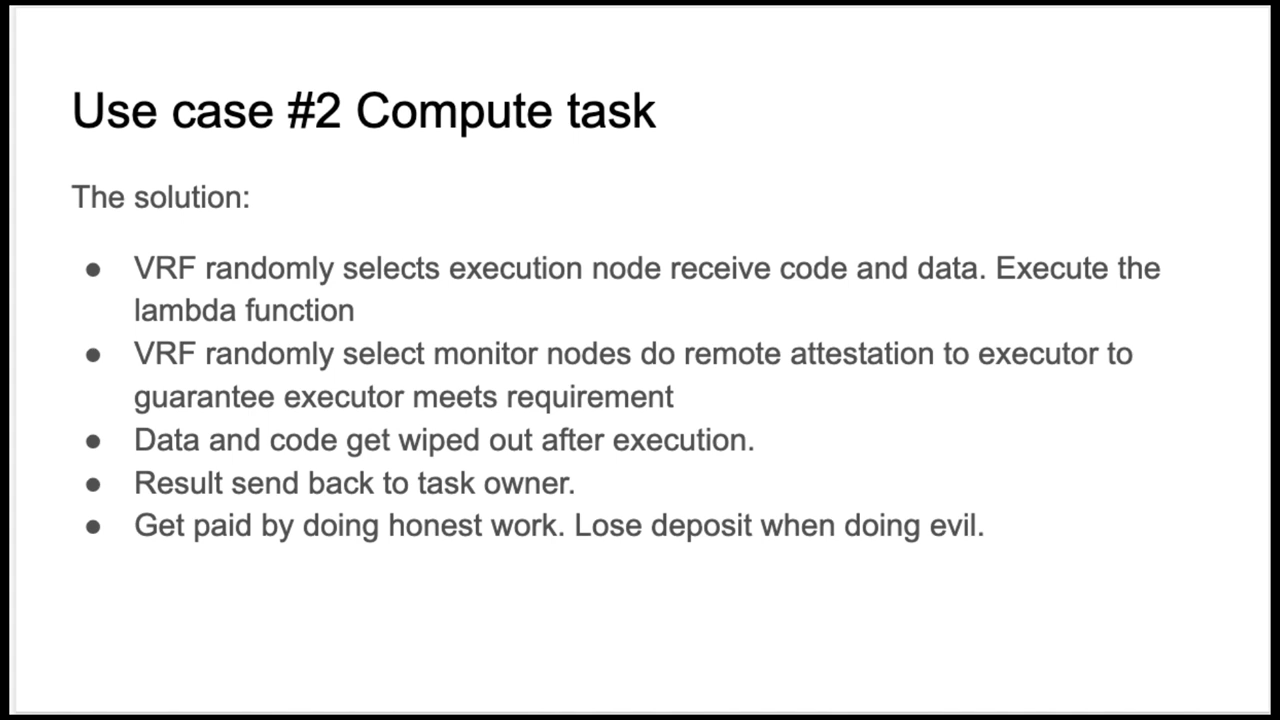 Use case #2 Compute task
The solution:
● VRF randomly selects execution node receive code and data. Execute the
lambda function
● VRF randomly select monitor nodes do remote attestation to executor to
guarantee executor meets requirement
● Data and code get wiped out after execution.
● Result send back to task owner.
● Get paid by doing honest work. Lose deposit when doing evil.